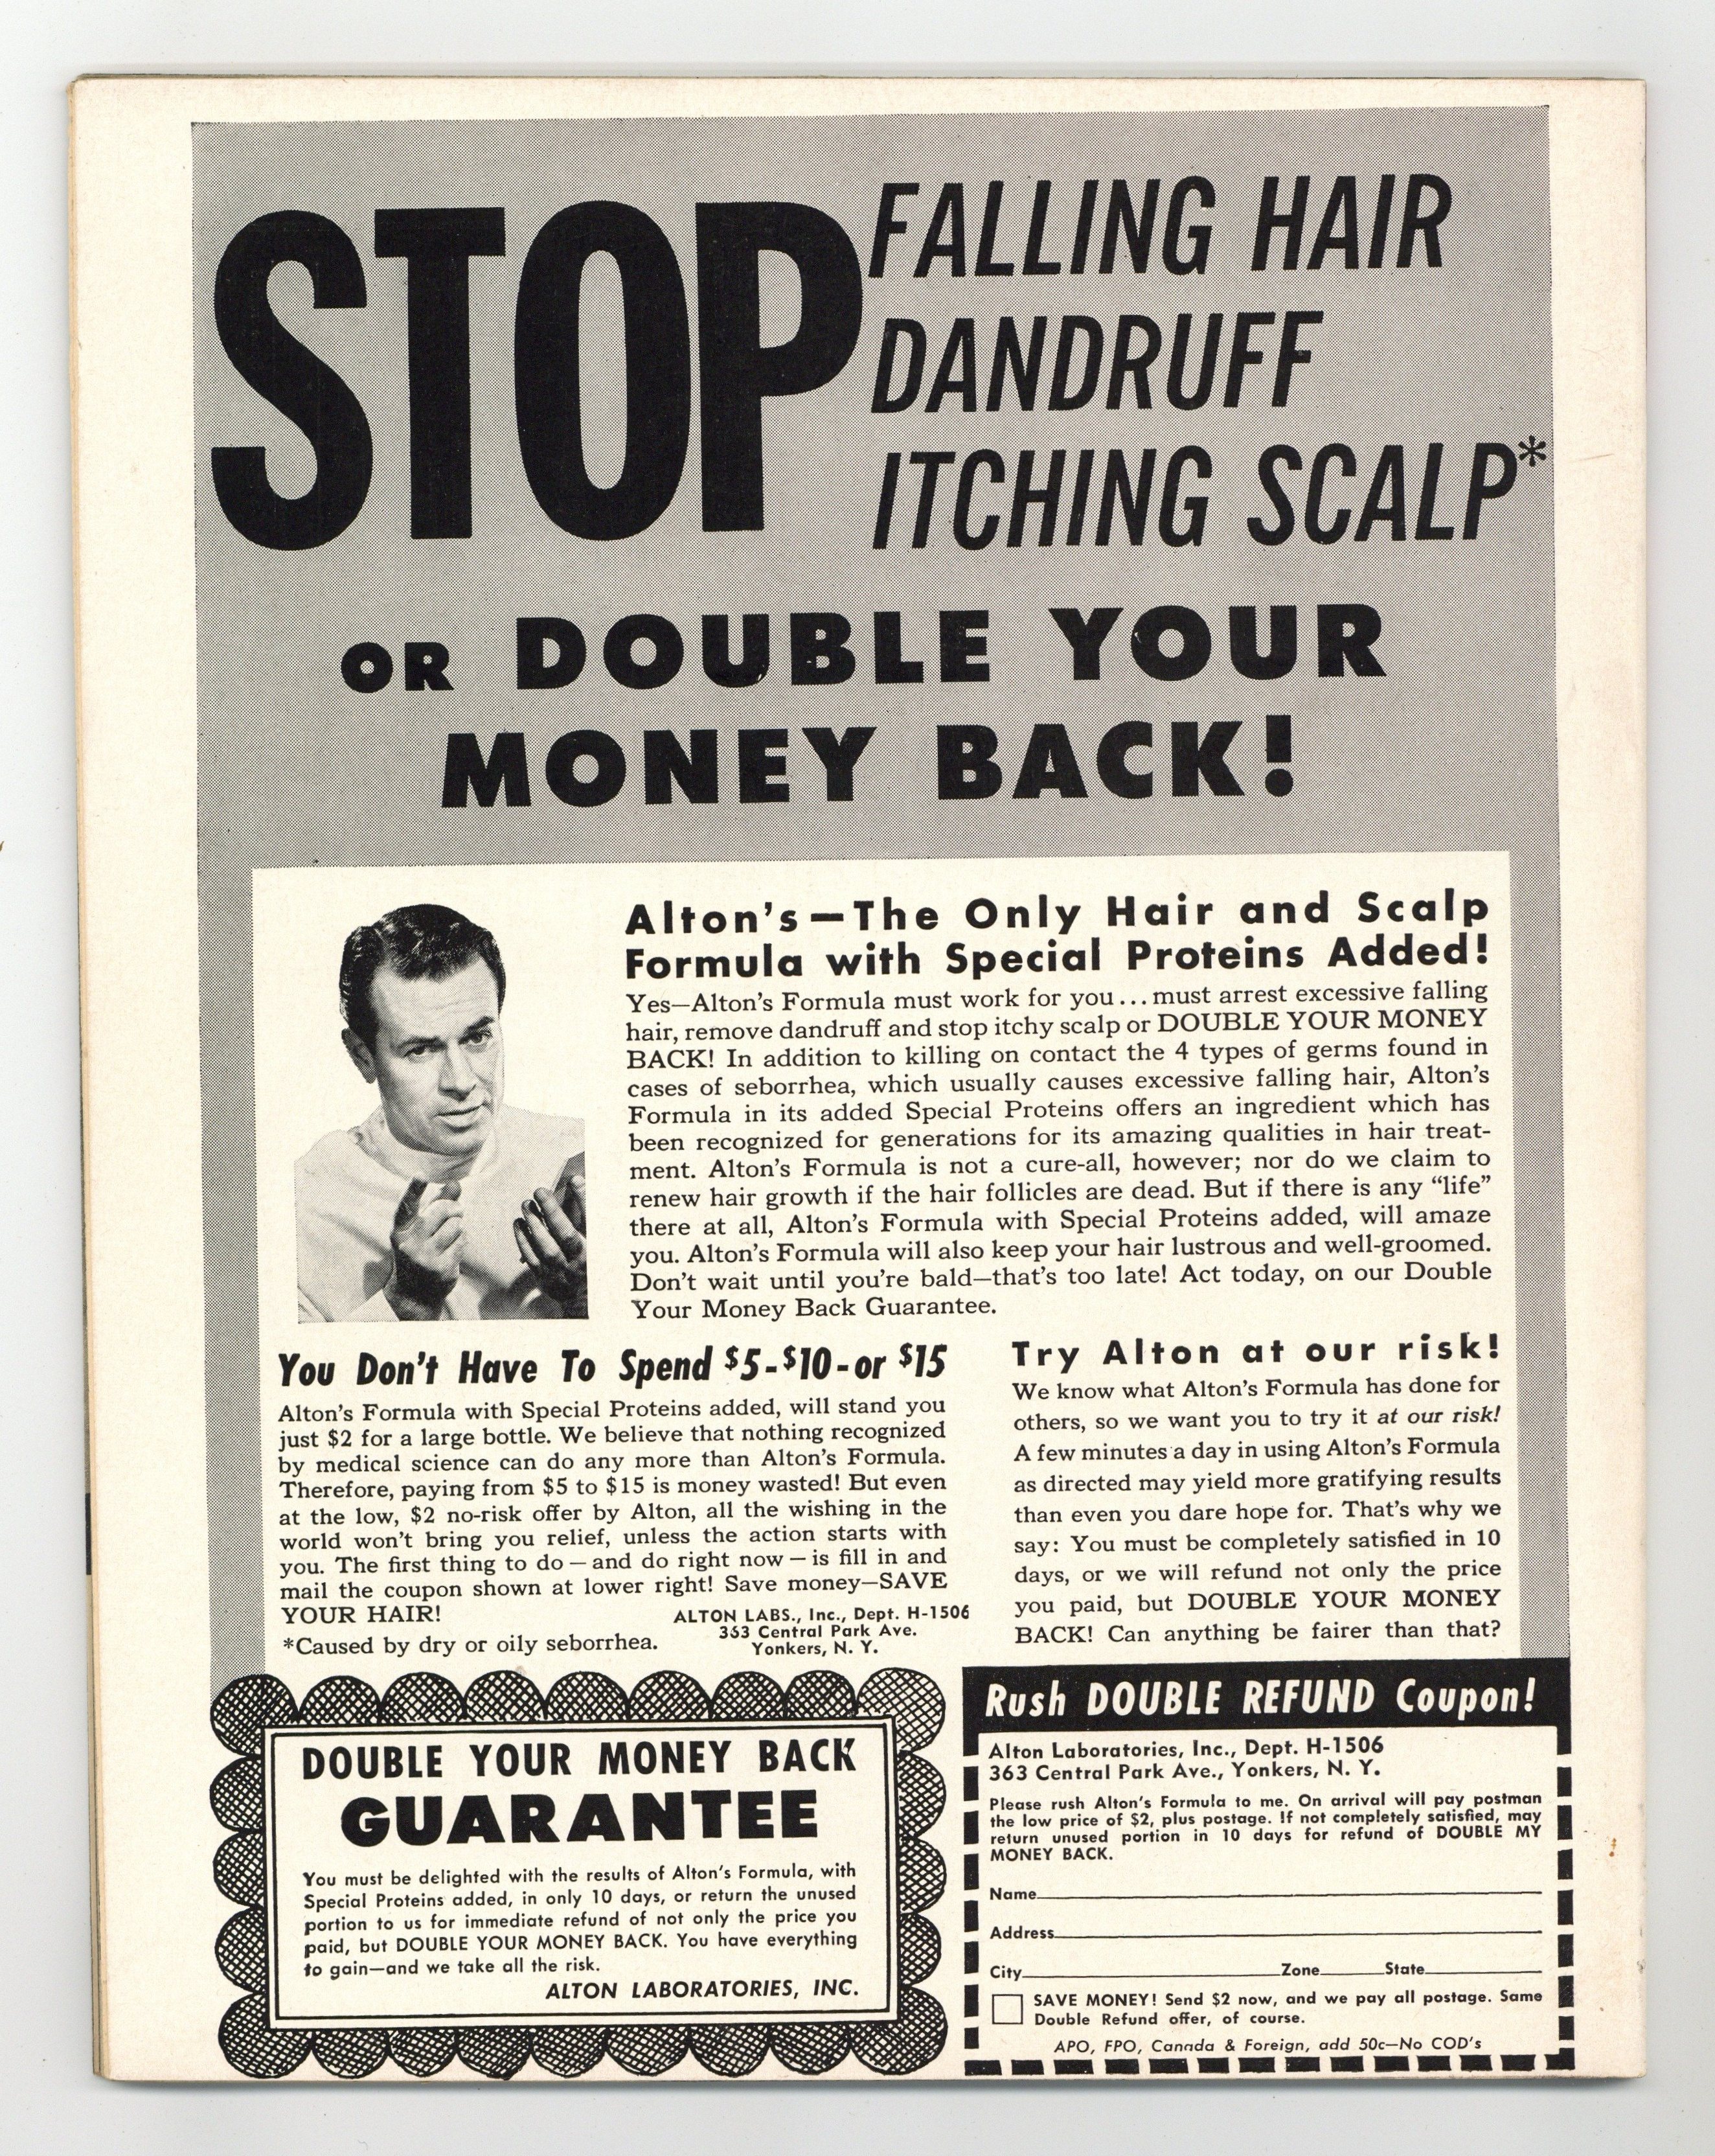 STOP
FALLING HAIR
DANDRUFF
ITCHING SCALP*
OR DOUBLE YOUR
MONEY BACK!
Alton's—The Only Hair and Scalp
Formula with Special Proteins Added!
Yes—Alton's Formula must work for you...must arrest excessive falling
hair, remove dandruff and stop itchy scalp or DOUBLE YOUR MONEY
BACK! In addition to killing on contact the 4 types of germs found in
cases of seborrhea, which usually causes excessive falling hair, Alton's
Formula in its added Special Proteins offers an ingredient which has
been recognized for generations for its amazing qualities in hair treat-
ment. Alton's Formula is not a cure-all, however; nor do we claim to
renew hair growth if the hair follicles are dead. But if there is any "life"
there at all, Alton's Formula with Special Proteins added, will amaze
you. Alton's Formula will also keep your hair lustrous and well-groomed.
Don't wait until you're bald—that's too late! Act today, on our Double
Your Money Back Guarantee.
You Don't Have To Spend $5-$10-or $15
Alton's Formula with Special Proteins added, will stand you
just $2 for a large bottle. We believe that nothing recognized
by medical science can do any more than Alton's Formula.
Therefore, paying from $5 to $15 is money wasted! But even
at the low, $2 no-risk offer by Alton, all the wishing in the
world won't bring you relief, unless the action starts with
you. The first thing to do — and do right now — is fill in and
mail the coupon shown at lower right! Save money—SAVE
YOUR HAIR!
*Caused by dry or oily seborrhea.
ALTON LABS., Inc., Dept. H-1506
363 Central Park Ave.
Yonkers, N. Y.
Try Alton at our risk!
We know what Alton's Formula has done for
others, so we want you to try it at our risk!
A few minutes a day in using Alton's Formula
as directed may yield more gratifying results
than even you dare hope for. That's why we
say: You must be completely satisfied in 10
days, or we will refund not only the price
you paid, but DOUBLE YOUR MONEY
BACK! Can anything be fairer than that?
DOUBLE YOUR MONEY BACK
GUARANTEE
You must be delighted with the results of Alton's Formula, with
Special Proteins added, in only 10 days, or return the unused
portion to us for immediate refund of not only the price you
paid, but DOUBLE YOUR MONEY BACK. You have everything
to gain—and we take all the risk.
ALTON LABORATORIES, INC.
Rush DOUBLE REFUND Coupon!
Alton Laboratories, Inc., Dept. H-1506
363 Central Park Ave., Yonkers, N. Y.
Please rush Alton's Formula to me. On arrival will pay postman
the low price of $2, plus postage. If not completely satisfied, may
return unused portion in 10 days for refund of DOUBLE MY
MONEY BACK.
Name
Address
City Zone State
SAVE MONEY! Send $2 now, and we pay all postage. Same
Double Refund offer, of course.
APO, FPO, Canada & Foreign, add 50c—No COD's